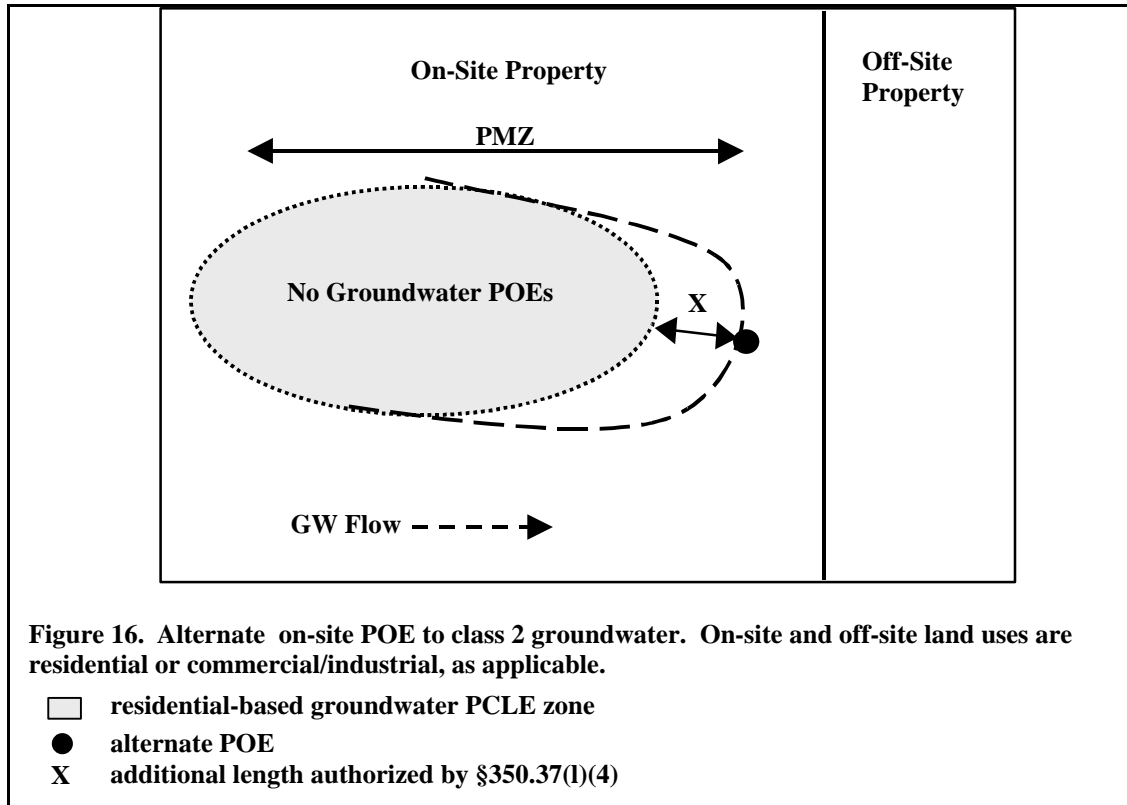 On-Site Property
Off-Site
Property
PMZ
No Groundwater POEs
X
GW Flow
Figure 16. Alternate on-site POE to class 2 groundwater. On-site and off-site land uses are
residential or commercial/industrial, as applicable.
residential-based groundwater PCLE zone
alternate POE
X additional length authorized by §350.37(l)(4)